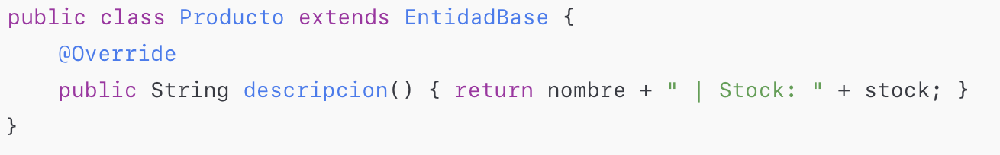 public class Producto extends EntidadBase {
    @Override
    public String descripcion() { return nombre + " | Stock: " + stock; }
}